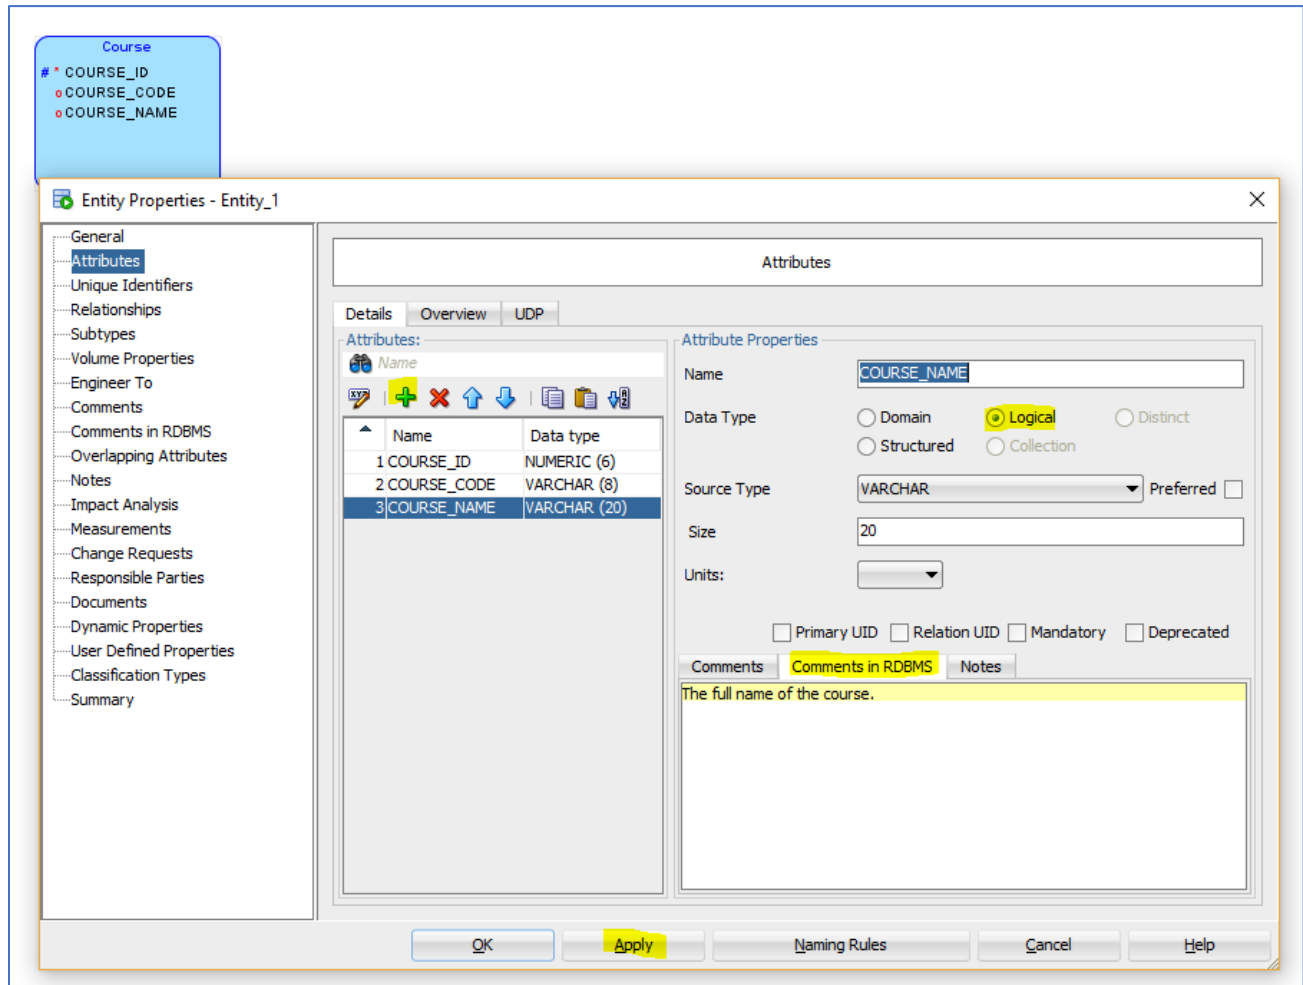 Course
# * COURSE_ID
o COURSE_CODE
o COURSE_NAME
Entity Properties - Entity_1
General
Attributes
Unique Identifiers
Relationships
Subtypes
Volume Properties
Engineer To
Comments
Comments in RDBMS
Overlapping Attributes
Notes
Impact Analysis
Measurements
Change Requests
Responsible Parties
Documents
Dynamic Properties
User Defined Properties
Classification Types
Summary
Attributes
Details Overview UDP
Attributes:
Name
Name Data type
1 COURSE_ID NUMERIC (6)
2 COURSE_CODE VARCHAR (8)
3 COURSE_NAME VARCHAR (20)
Attribute Properties
Name COURSE_NAME
Data Type Domain Logical Distinct
Structured Collection
Source Type VARCHAR Preferred
Size 20
Units:
Primary UID Relation UID Mandatory Deprecated
Comments Comments in RDBMS Notes
The full name of the course.
OK Apply Naming Rules Cancel Help